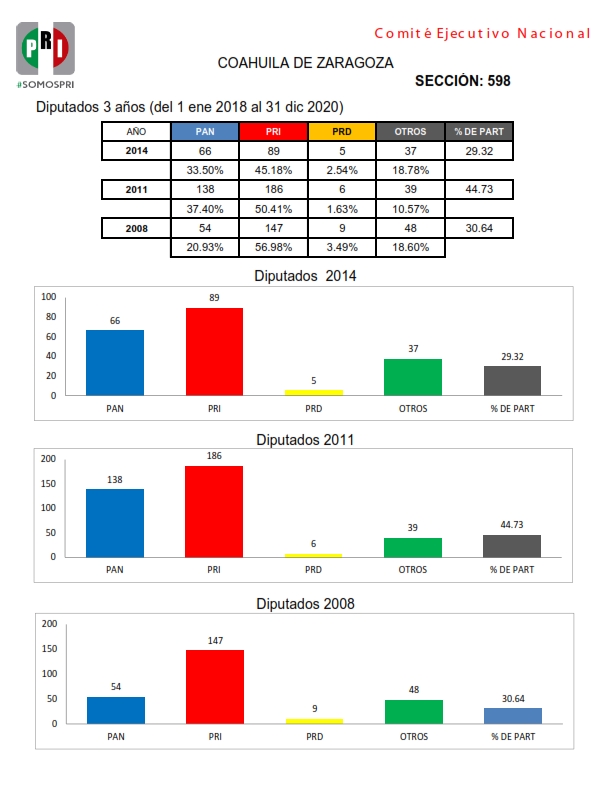 Comité Ejecutivo Nacional
PRI
#SOMOSPRI
COAHUILA DE ZARAGOZA
SECCIÓN: 598
Diputados 3 años (del 1 ene 2018 al 31 dic 2020)
AÑO PAN PRI PRD OTROS % DE PART
2014 66 89 5 37 29.32
33.50% 45.18% 2.54% 18.78%
2011 138 186 6 39 44.73
37.40% 50.41% 1.63% 10.57%
2008 54 147 9 48 30.64
20.93% 56.98% 3.49% 18.60%
Diputados 2014
100
80
60
40
20
0
66 89 5 37 29.32
PAN PRI PRD OTROS % DE PART
Diputados 2011
200
150
100
50
0
138 186 6 39 44.73
PAN PRI PRD OTROS % DE PART
Diputados 2008
200
150
100
50
0
54 147 9 48 30.64
PAN PRI PRD OTROS % DE PART